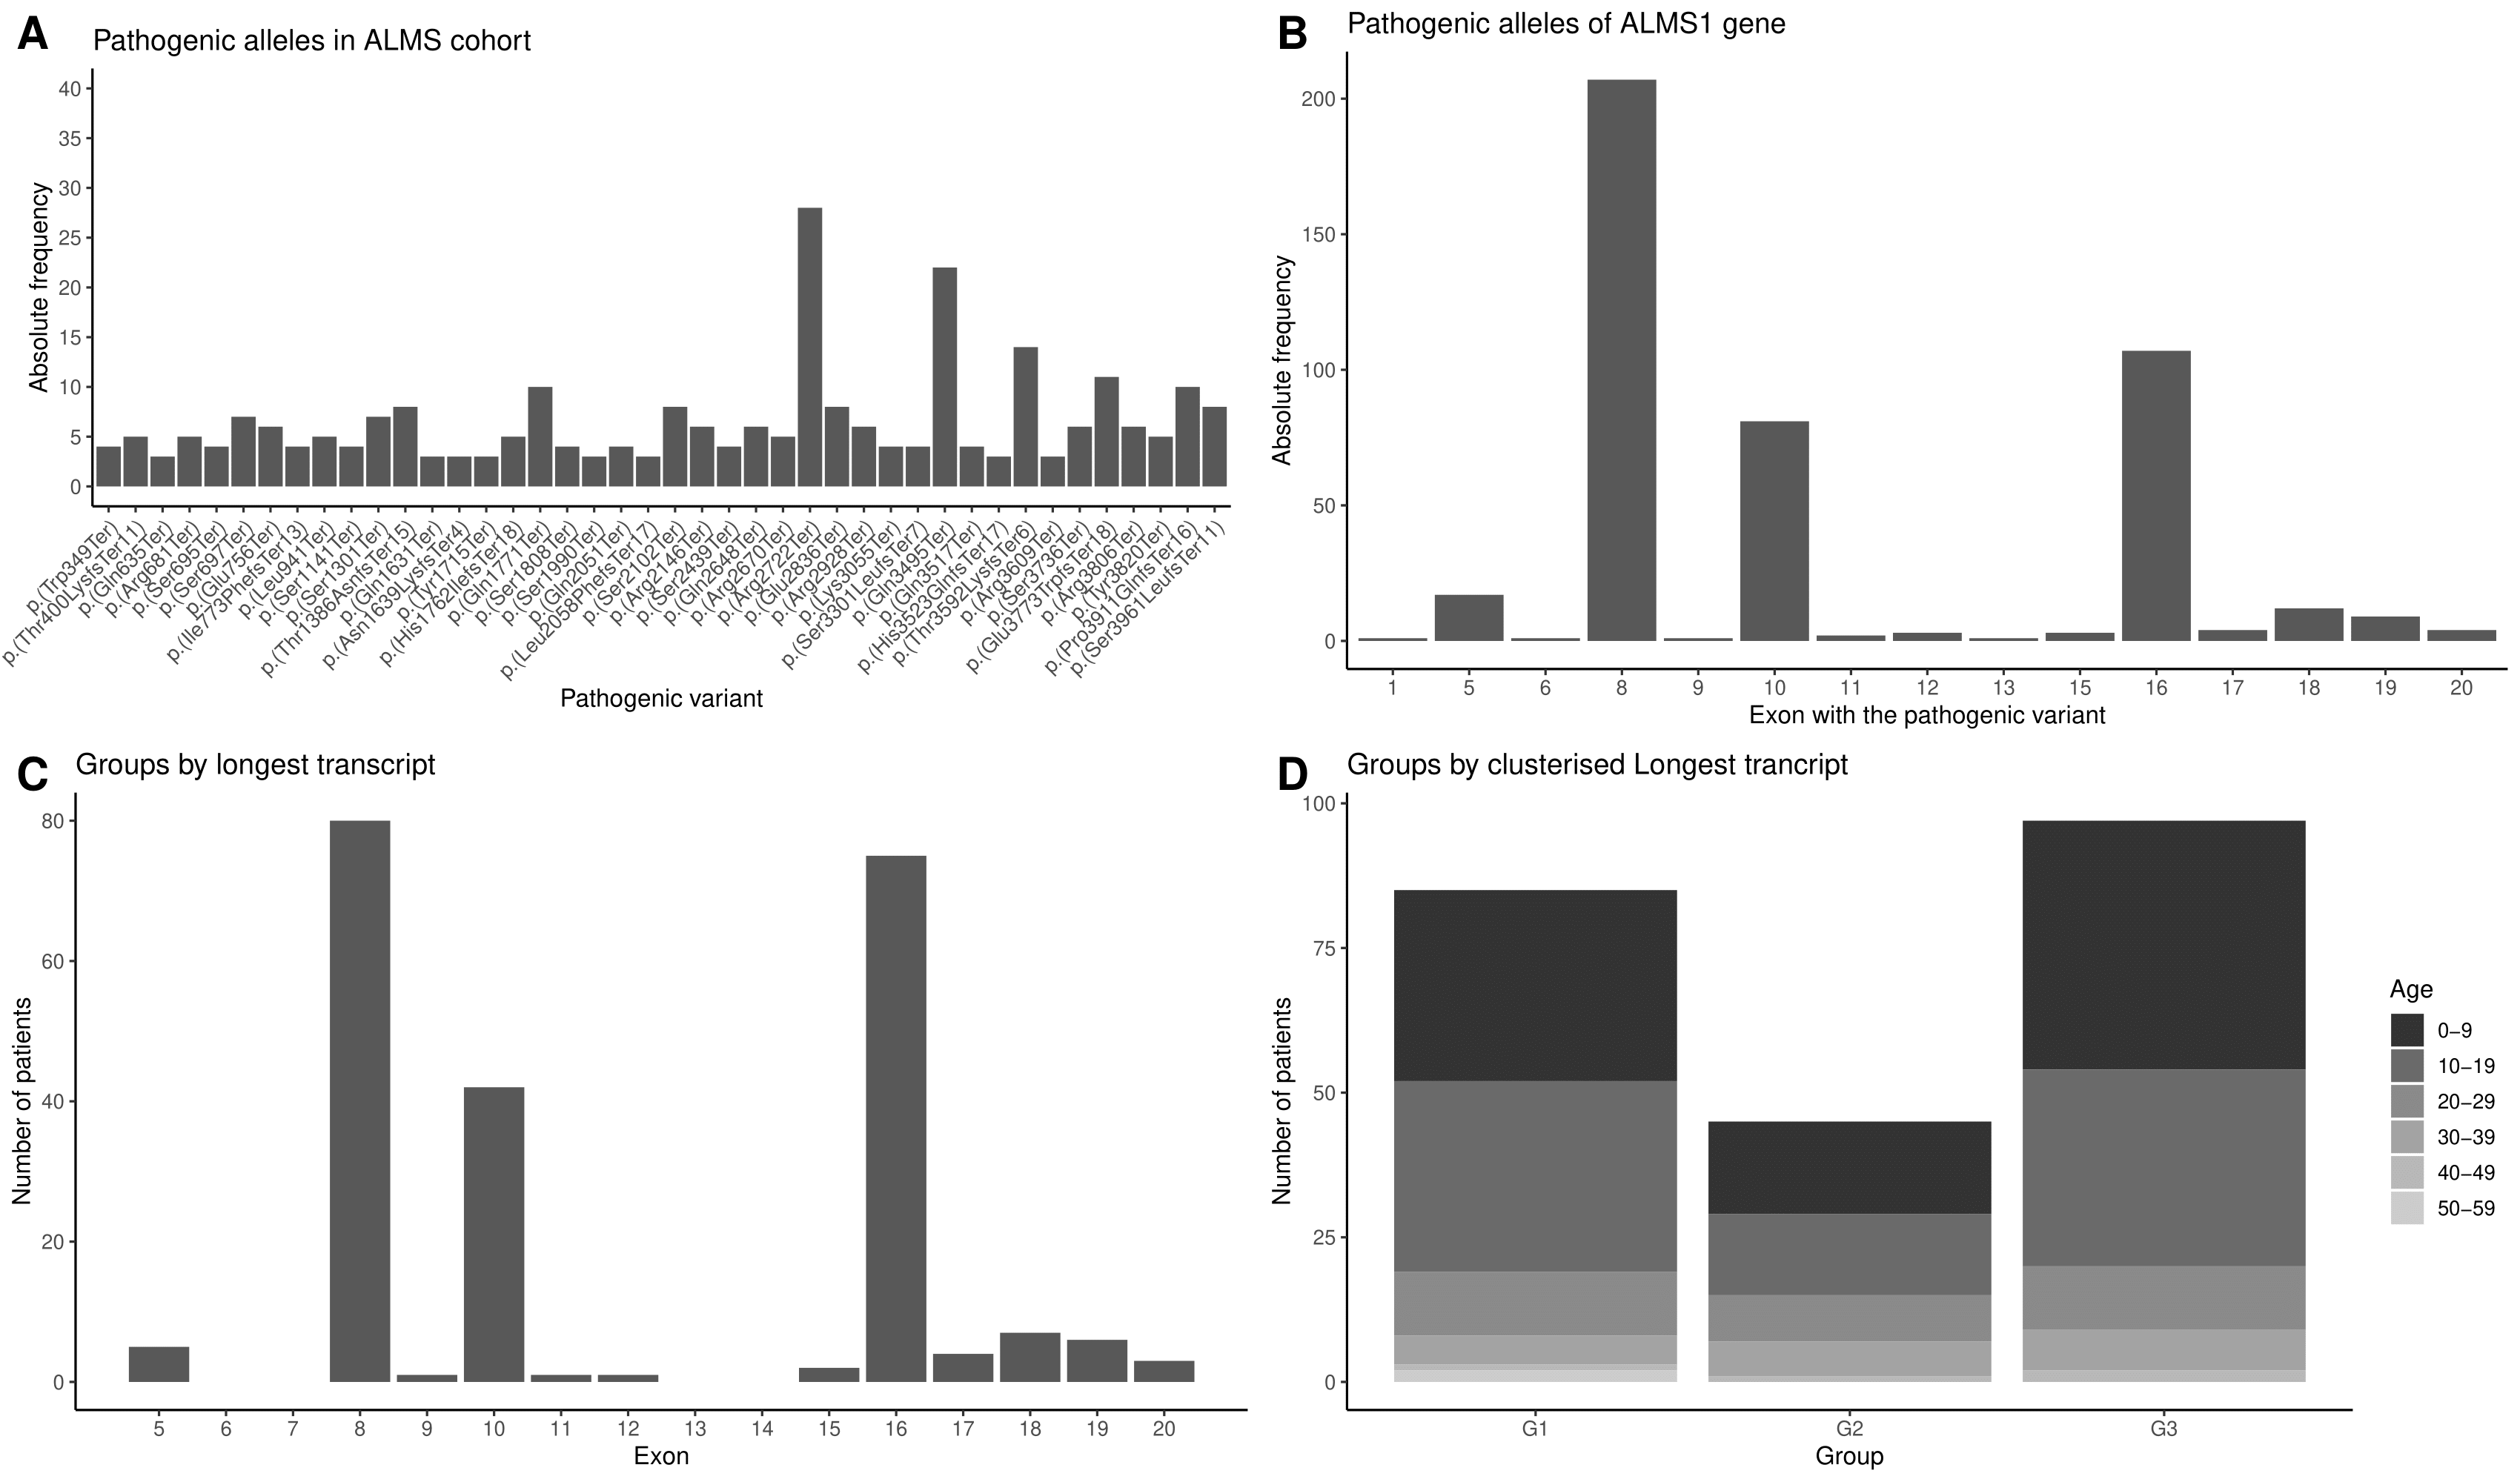 A
Pathogenic alleles in ALMS cohort
Absolute frequency
40
35
30
25
20
15
10
5
0
p.(Trp349Ter)
p.(Thr400LysfsTer11)
p.(Gln635Ter)
p.(Arg681Ter)
p.(Ser695Ter)
p.(Ser697Ter)
p.(Glu756Ter)
p.(Ile773PhefsTer13)
p.(Leu941Ter)
p.(Ser1141Ter)
p.(Ser1301Ter)
p.(Thr1386AsnfsTer15)
p.(Gln1631Ter)
p.(Asn1639LysfsTer4)
p.(Tyr1715Ter)
p.(His1762IlefsTer18)
p.(Gln1771Ter)
p.(Ser1808Ter)
p.(Ser1990Ter)
p.(Gln2051Ter)
p.(Leu2058PhefsTer17)
p.(Ser2102Ter)
p.(Arg2146Ter)
p.(Ser2439Ter)
p.(Gln2648Ter)
p.(Arg2670Ter)
p.(Arg2722Ter)
p.(Glu2836Ter)
p.(Arg2928Ter)
p.(Lys3055Ter)
p.(Ser3301LeufsTer7)
p.(Gln3495Ter)
p.(Gln3517Ter)
p.(His3523GlnfsTer17)
p.(Thr3592LysfsTer6)
p.(Arg3609Ter)
p.(Ser3736Ter)
p.(Glu3773TrpfsTer18)
p.(Arg3806Ter)
p.(Tyr3820Ter)
p.(Pro3911GlnfsTer16)
p.(Ser3961LeufsTer11)
Pathogenic variant
B
Pathogenic alleles of ALMS1 gene
Absolute frequency
200
150
100
50
0
1 5 6 8 9 10 11 12 13 15 16 17 18 19 20
Exon with the pathogenic variant
C
Groups by longest transcript
Number of patients
80
60
40
20
0
5 6 7 8 9 10 11 12 13 14 15 16 17 18 19 20
Exon
D
Groups by clusterised Longest trancript
Number of patients
100
75
50
25
0
G1 G2 G3
Group
Age
0−9
10−19
20−29
30−39
40−49
50−59